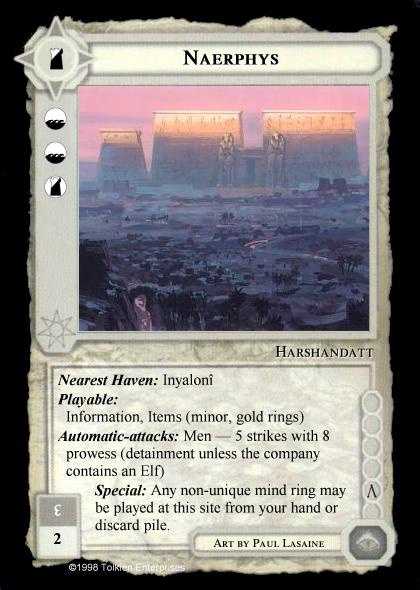 NAERPHYS
HARSHANDATT
Nearest Haven: Inyalonî
Playable:
Information, Items (minor, gold rings)
Automatic-attacks: Men — 5 strikes with 8
prowess (detainment unless the company
contains an Elf)
Special: Any non-unique mind ring may
be played at this site from your hand or
discard pile.
ε
2
Λ
ART BY PAUL LASAINE
©1998 Tolkien Enterprises